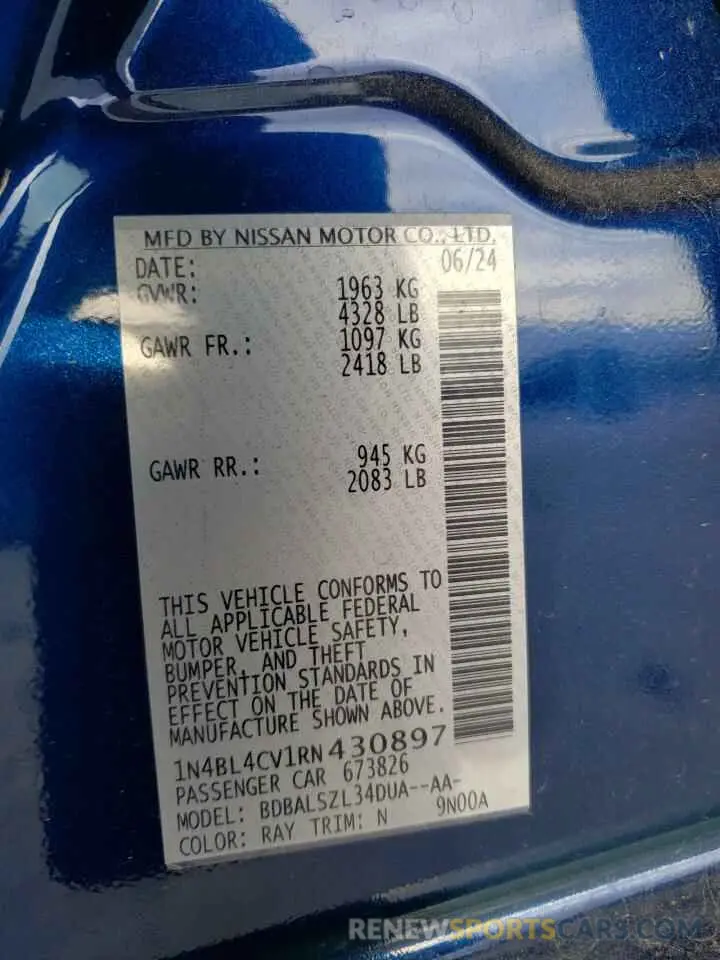 MFD BY NISSAN MOTOR CO., LTD.
DATE: 06/24
GVWR: 1963 KG
4328 LB
GAWR FR.: 1097 KG
2418 LB
GAWR RR.: 945 KG
2083 LB
THIS VEHICLE CONFORMS TO
ALL APPLICABLE FEDERAL
MOTOR VEHICLE SAFETY,
BUMPER, AND THEFT
PREVENTION STANDARDS IN
EFFECT ON THE DATE OF
MANUFACTURE SHOWN ABOVE.
1N4BL4CV1RN430897
PASSENGER CAR 673826
MODEL: BDBALSZL34DUA--AA-
COLOR: RAY TRIM: N 9N00A
RENEWSPORTSCARS.COM